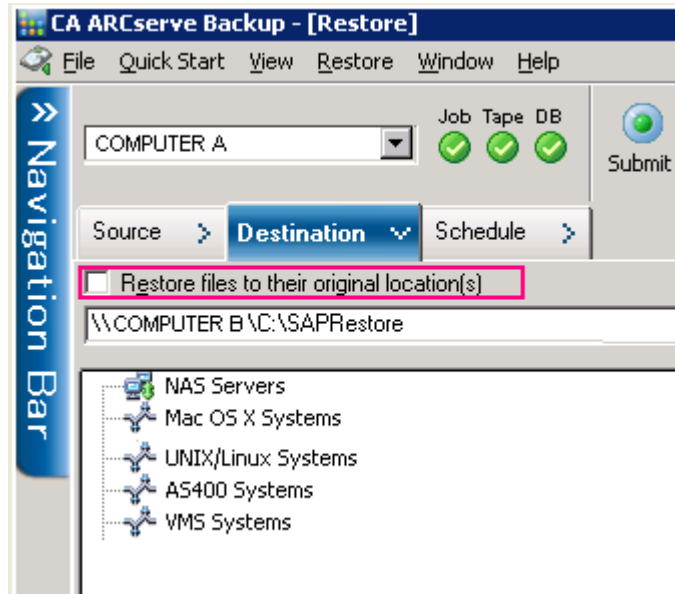 CA ARCserve Backup - [Restore]
File Quick Start View Restore Window Help
Navigation Bar
COMPUTER A
Job Tape DB
Submit
Source > Destination Schedule >
Restore files to their original location(s)
\\COMPUTER B\C:\SAPRestore
NAS Servers
Mac OS X Systems
UNIX/Linux Systems
AS400 Systems
VMS Systems